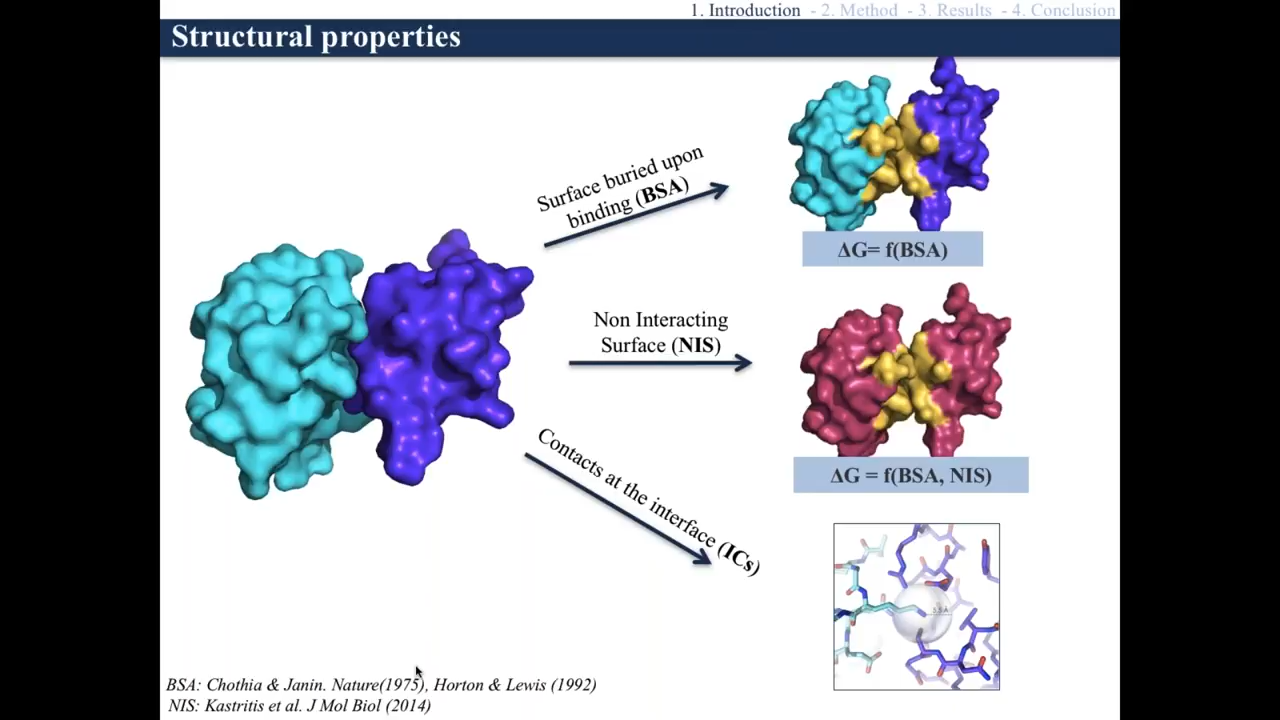 1. Introduction - 2. Method - 3. Results - 4. Conclusion
Structural properties
Surface buried upon
binding (BSA)
ΔG= f(BSA)
Non Interacting
Surface (NIS)
ΔG = f(BSA, NIS)
Contacts at the interface (ICs)
BSA: Chothia & Janin. Nature(1975), Horton & Lewis (1992)
NIS: Kastritis et al. J Mol Biol (2014)